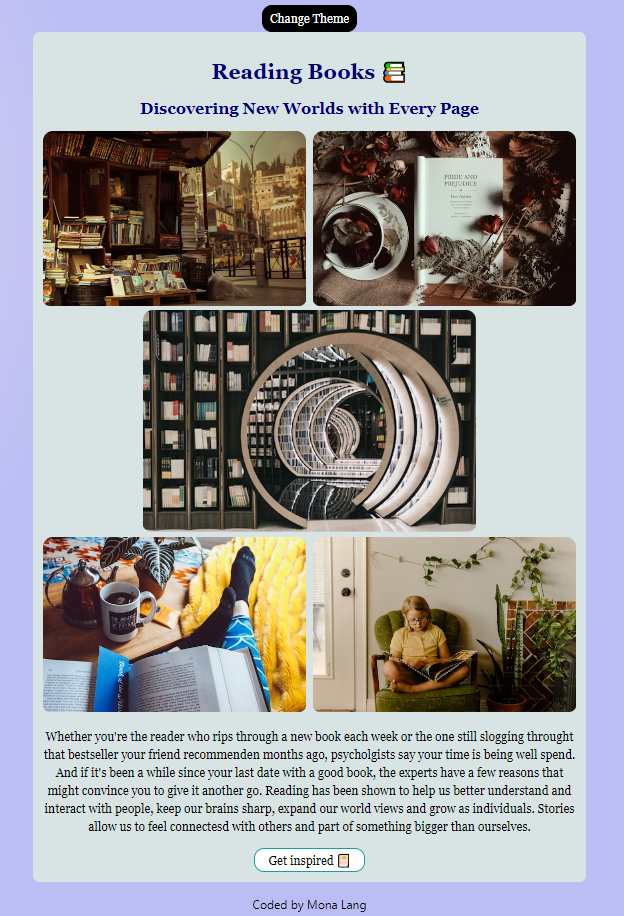 Change Theme
Reading Books 📚
Discovering New Worlds with Every Page
PRIDE AND
PREJUDICE
Jane Austen
Whether you're the reader who rips through a new book each week or the one still slogging throught
that bestseller your friend recommenden months ago, psycholgists say your time is being well spend.
And if it's been a while since your last date with a good book, the experts have a few reasons that
might convince you to give it another go. Reading has been shown to help us better understand and
interact with people, keep our brains sharp, expand our world views and grow as individuals. Stories
allow us to feel connectesd with others and part of something bigger than ourselves.
Get inspired
Coded by Mona Lang